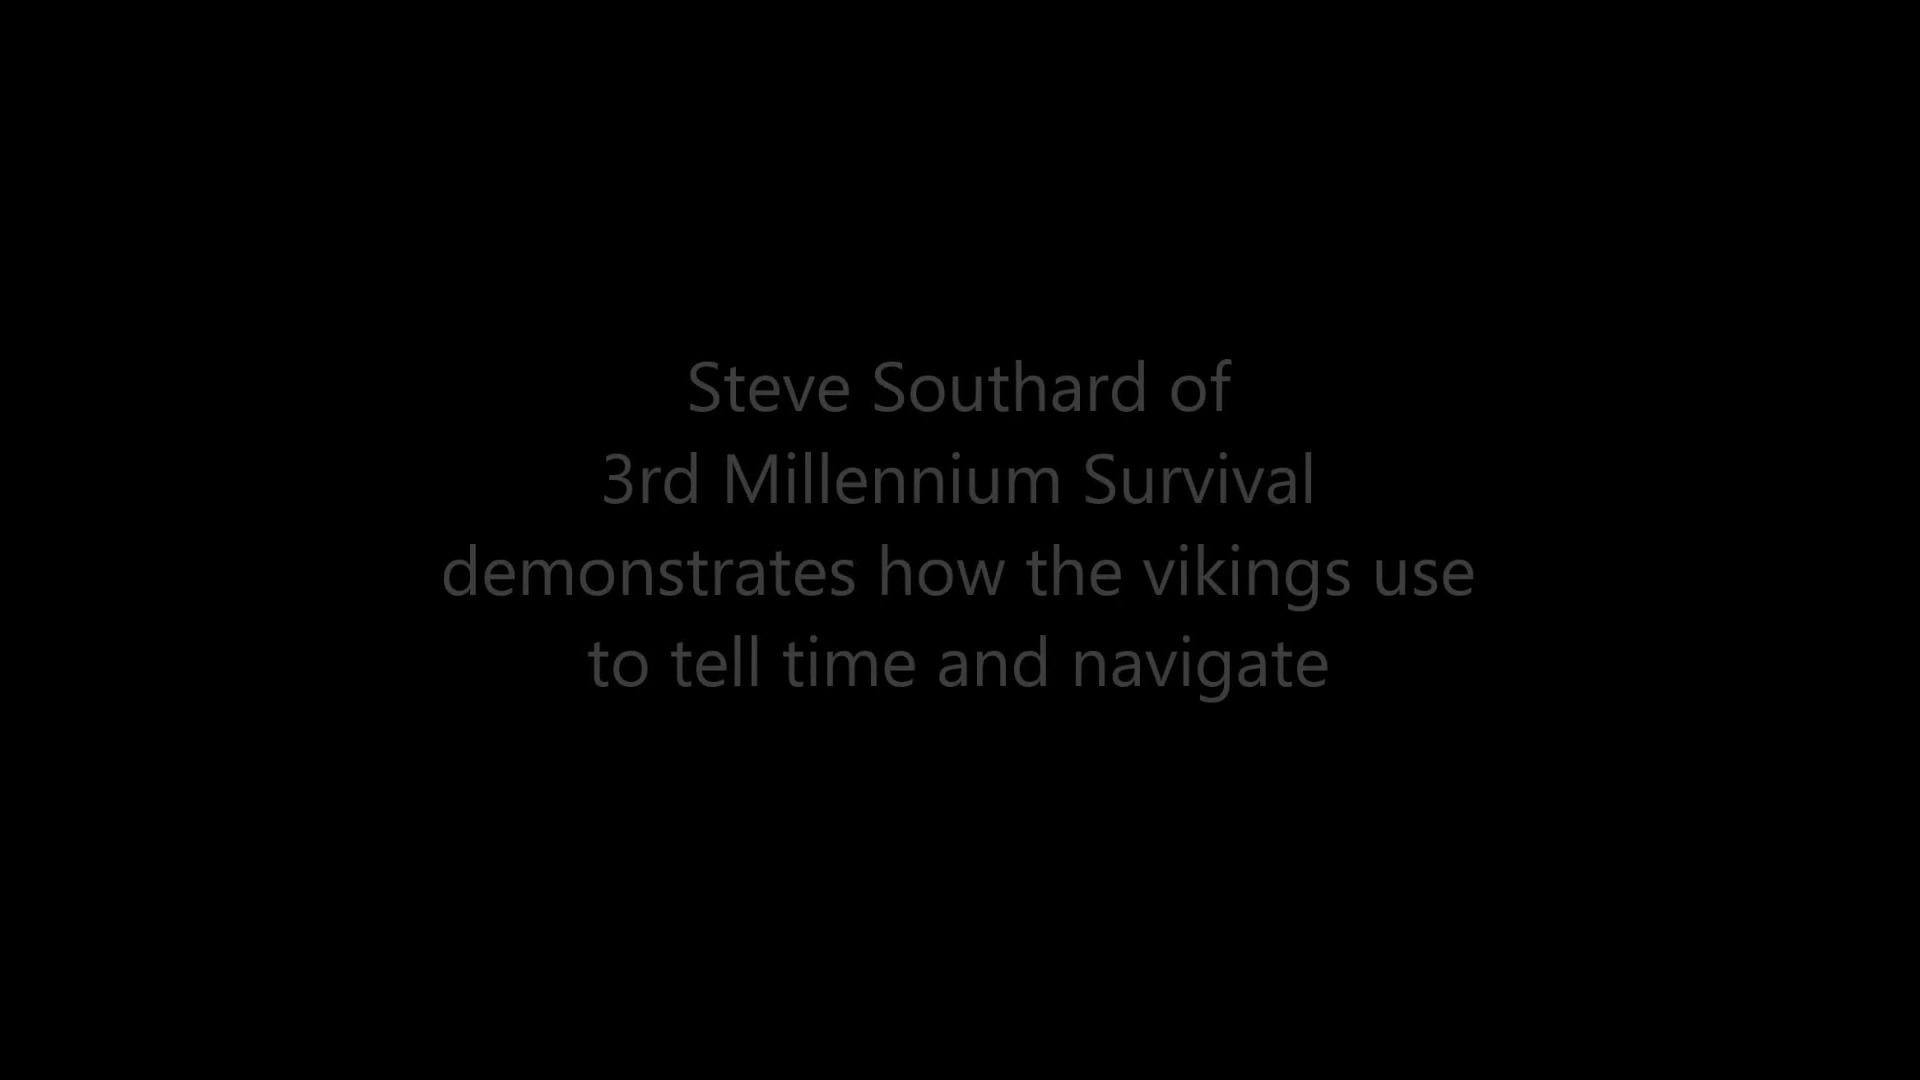 Steve Southard of
3rd Millennium Survival
demonstrates how the vikings use
to tell time and navigate